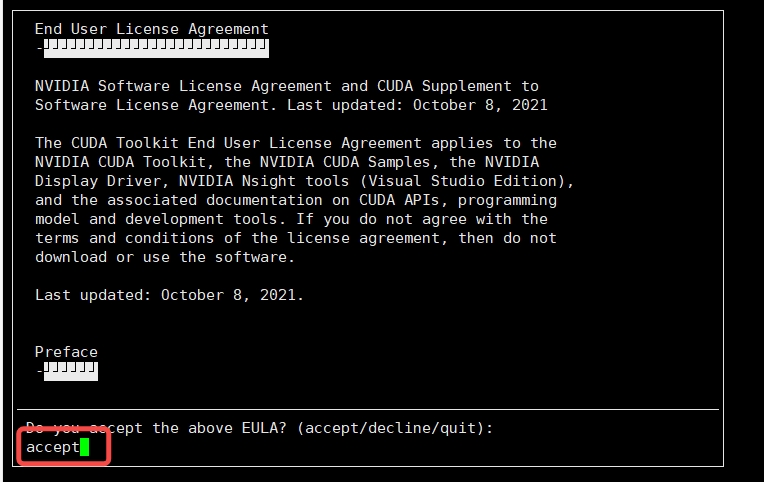 End User License Agreement
NVIDIA Software License Agreement and CUDA Supplement to
Software License Agreement. Last updated: October 8, 2021
The CUDA Toolkit End User License Agreement applies to the
NVIDIA CUDA Toolkit, the NVIDIA CUDA Samples, the NVIDIA
Display Driver, NVIDIA Nsight tools (Visual Studio Edition),
and the associated documentation on CUDA APIs, programming
model and development tools. If you do not agree with the
terms and conditions of the license agreement, then do not
download or use the software.
Last updated: October 8, 2021.
Preface
Do you accept the above EULA? (accept/decline/quit):
accept